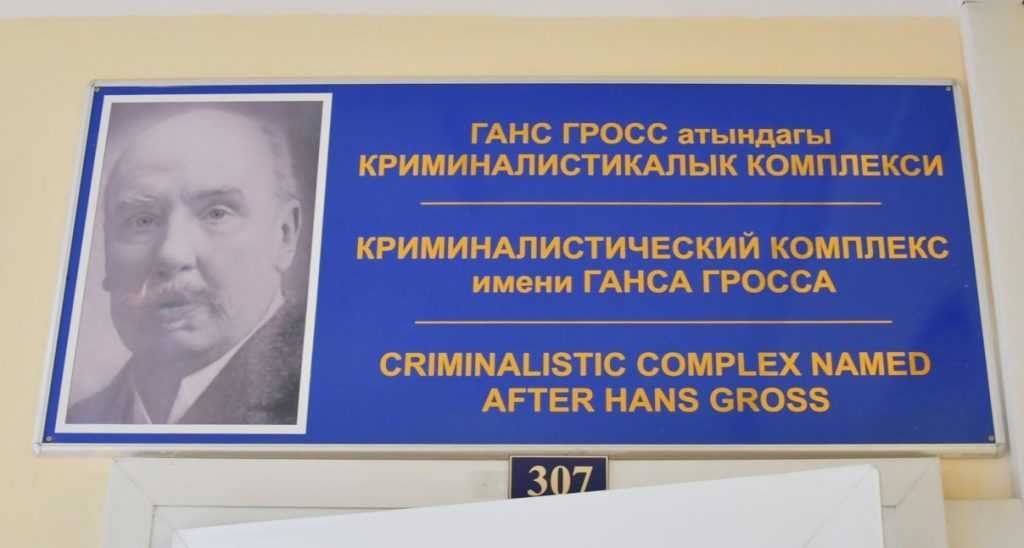 ГАНС ГРОСС атындагы
КРИМИНАЛИСТИКАЛЫК КОМПЛЕКСИ
КРИМИНАЛИСТИЧЕСКИЙ КОМПЛЕКС
имени ГАНСА ГРОССА
CRIMINALISTIC COMPLEX NAMED
AFTER HANS GROSS
307